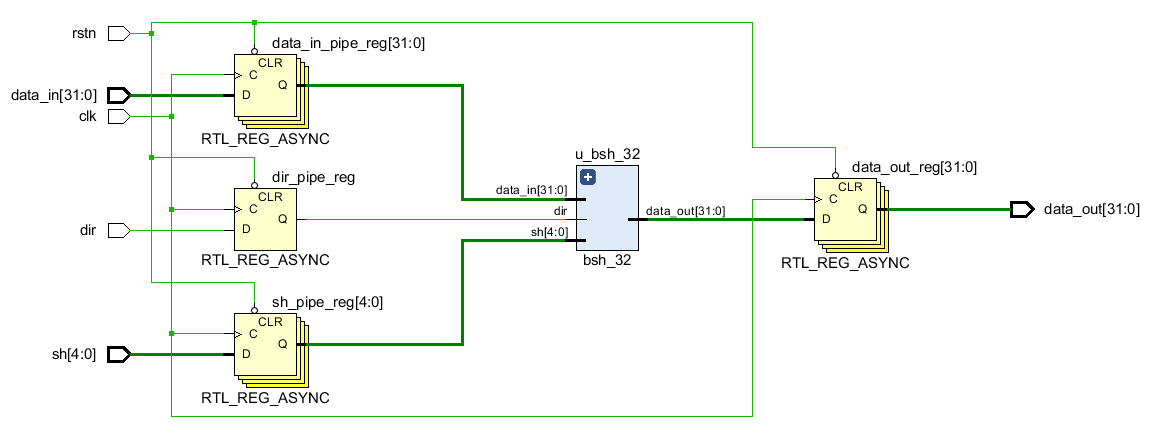 rstn
data_in_pipe_reg[31:0]
CLR
C
Q
data_in[31:0]
D
clk
RTL_REG_ASYNC
dir_pipe_reg
CLR
C
Q
dir
D
RTL_REG_ASYNC
sh_pipe_reg[4:0]
CLR
C
Q
sh[4:0]
D
RTL_REG_ASYNC
u_bsh_32
+
data_in[31:0]
dir
data_out[31:0]
sh[4:0]
bsh_32
data_out_reg[31:0]
CLR
C
Q
D
data_out[31:0]
RTL_REG_ASYNC